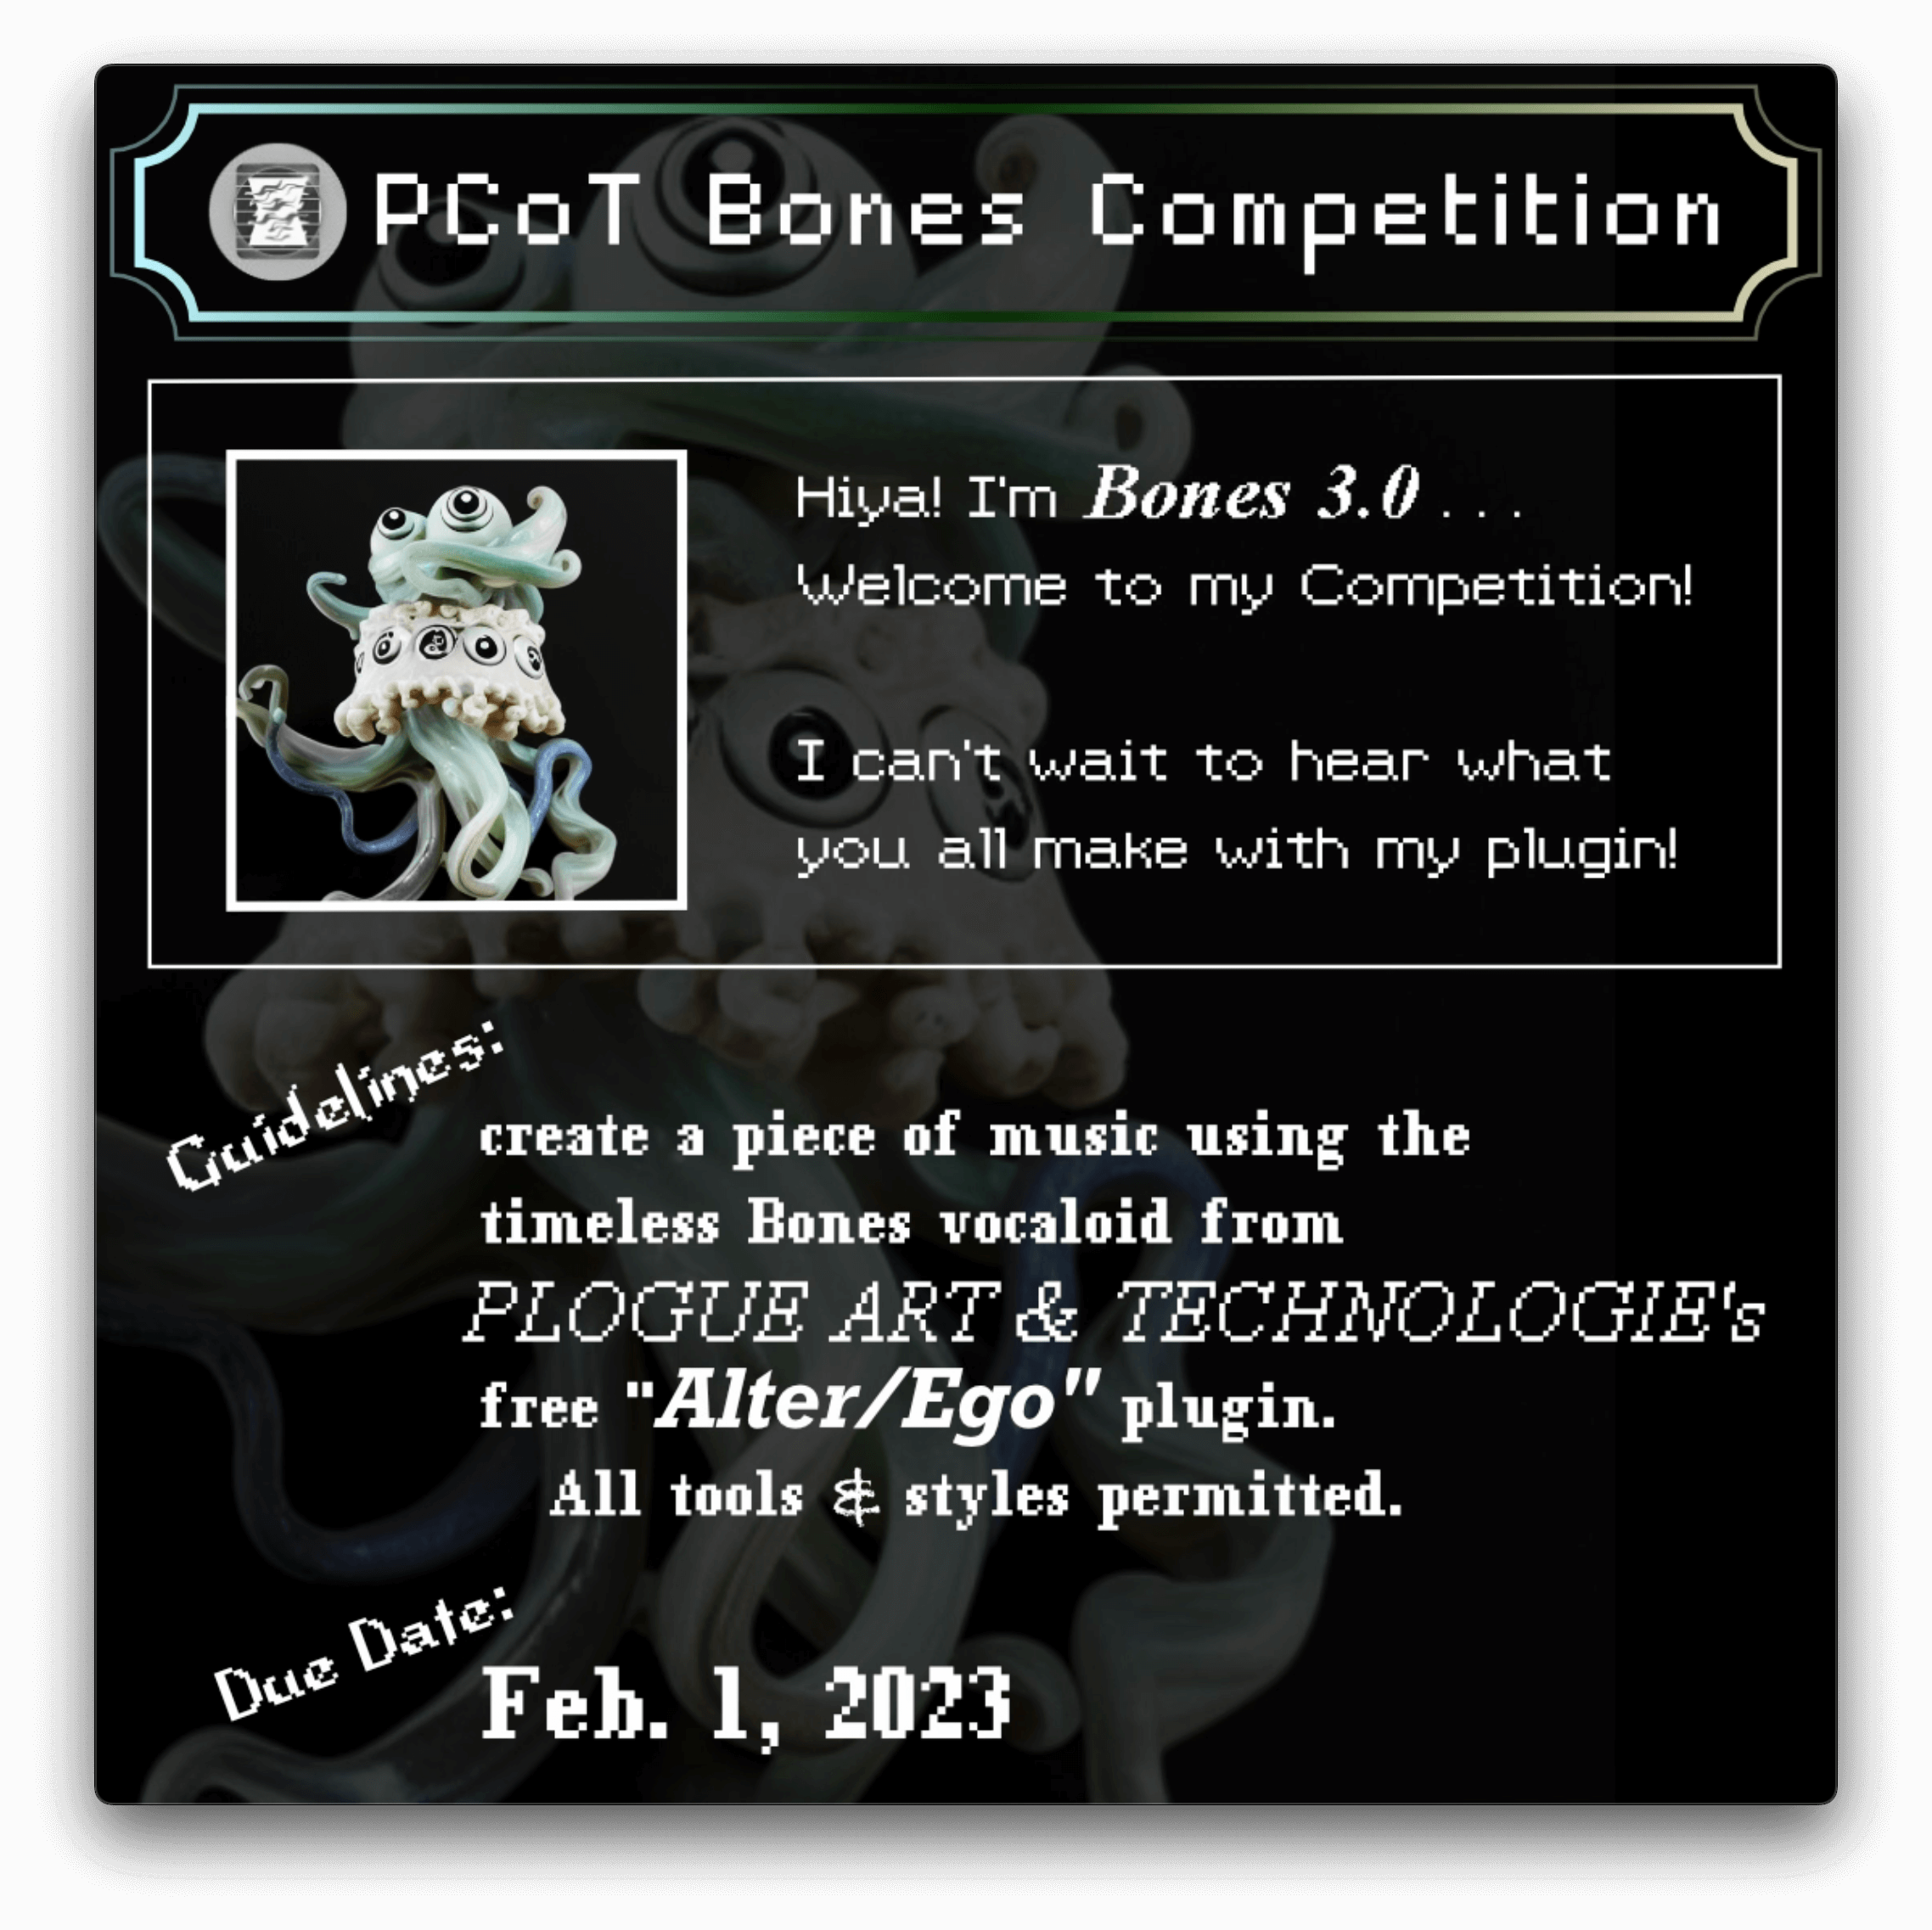 PCoT Bones Competition
Hiya! I'm Bones 3.0 . . .
Welcome to my Competition!
I can't wait to hear what
you all make with my plugin!
Guidelines:
create a piece of music using the
timeless Bones vocaloid from
PLOGUE ART & TECHNOLOGIE's
free "Alter/Ego" plugin.
All tools & styles permitted.
Due Date:
Feb. 1, 2023